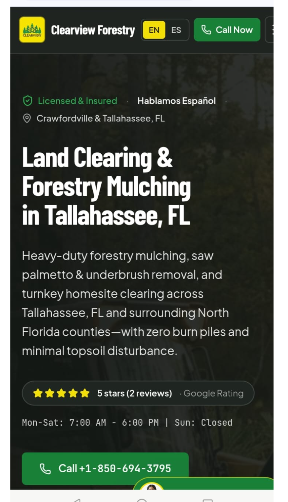 Clearview Forestry EN ES Call Now
Licensed & Insured · Hablamos Español
Crawfordville & Tallahassee, FL
Land Clearing &
Forestry Mulching
in Tallahassee, FL
Heavy-duty forestry mulching, saw
palmetto & underbrush removal, and
turnkey homesite clearing across
Tallahassee, FL and surrounding North
Florida counties—with zero burn piles and
minimal topsoil disturbance.
5 stars (2 reviews) · Google Rating
Mon-Sat: 7:00 AM - 6:00 PM | Sun: Closed
Call +1-850-694-3795